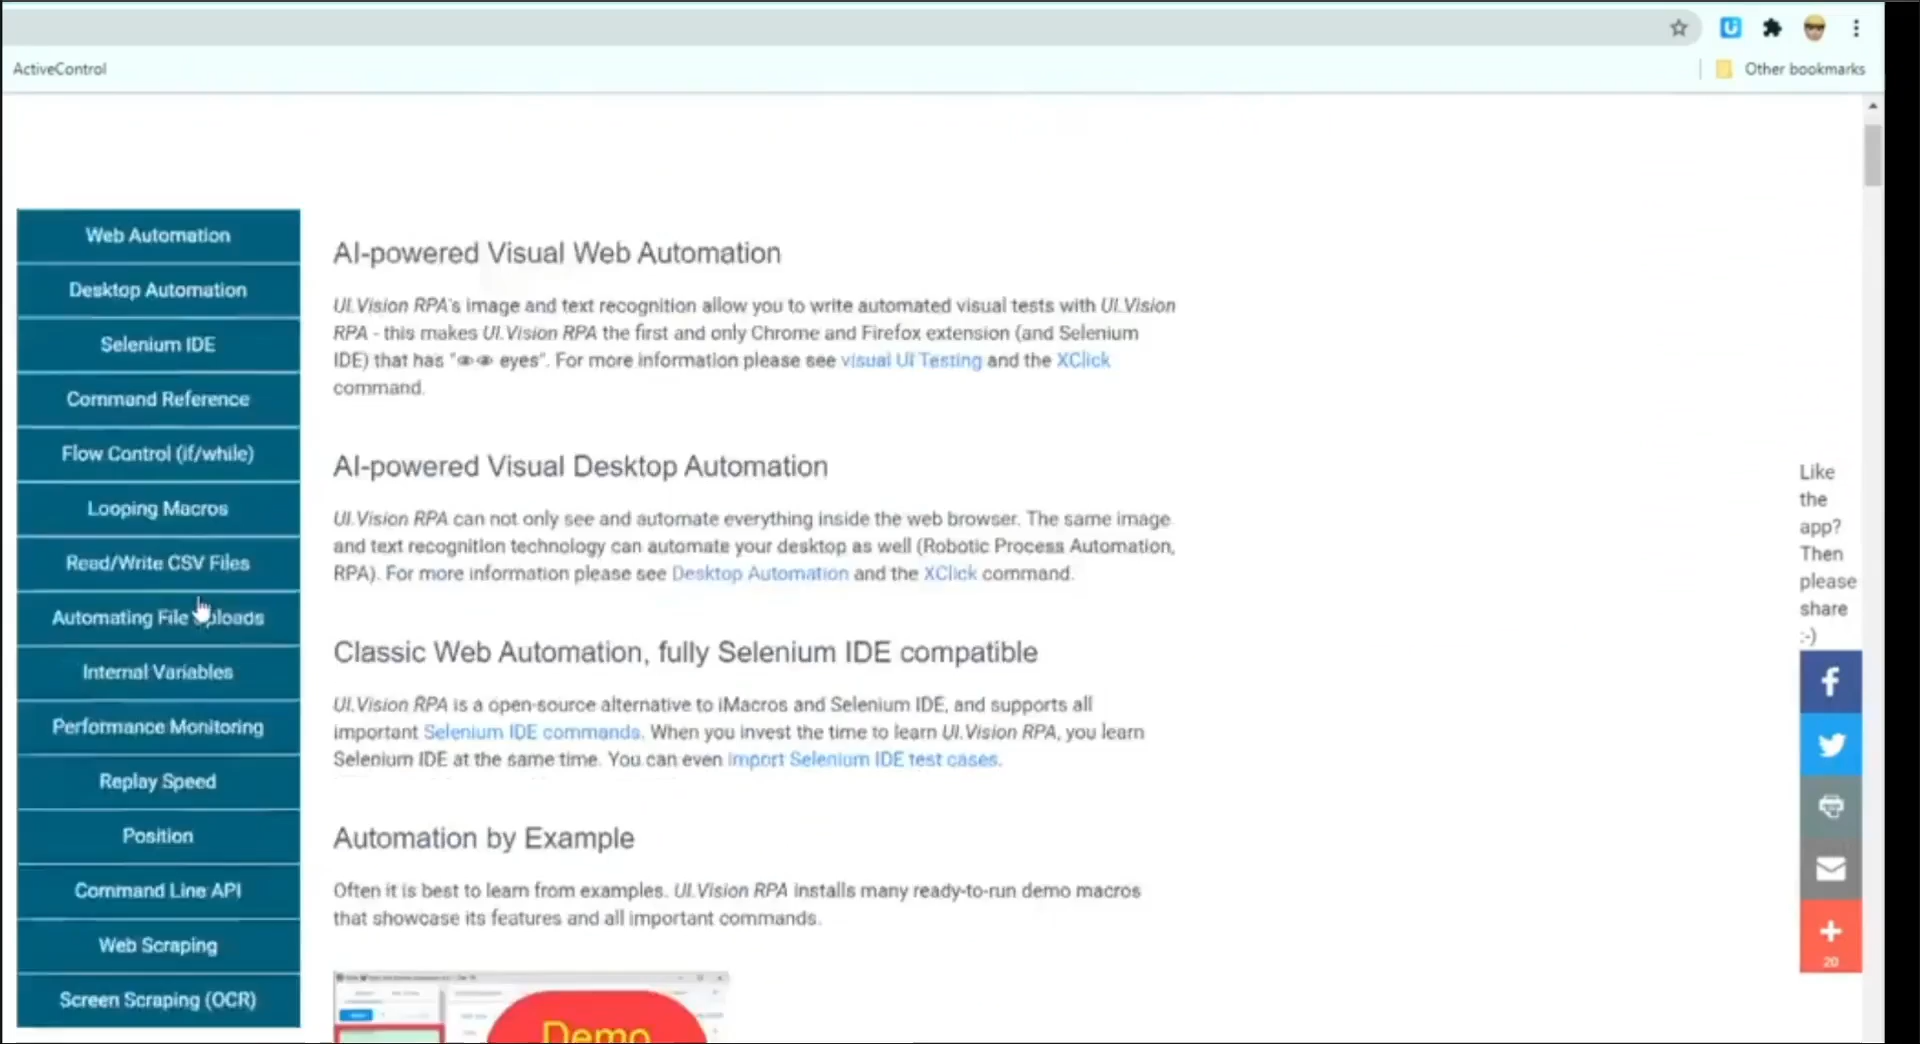 ActiveControl
Other bookmarks
Web Automation
Desktop Automation
Selenium IDE
Command Reference
Flow Control (if/while)
Looping Macros
Read/Write CSV Files
Automating File Uploads
Internal Variables
Performance Monitoring
Replay Speed
Position
Command Line API
Web Scraping
Screen Scraping (OCR)
AI-powered Visual Web Automation
UI.Vision RPA's image and text recognition allow you to write automated visual tests with UI.Vision
RPA - this makes UI.Vision RPA the first and only Chrome and Firefox extension (and Selenium
IDE) that has "👁👁 eyes". For more information please see visual UI Testing and the XClick
command.
AI-powered Visual Desktop Automation
UI.Vision RPA can not only see and automate everything inside the web browser. The same image
and text recognition technology can automate your desktop as well (Robotic Process Automation,
RPA). For more information please see Desktop Automation and the XClick command.
Classic Web Automation, fully Selenium IDE compatible
UI.Vision RPA is a open-source alternative to iMacros and Selenium IDE, and supports all
important Selenium IDE commands. When you invest the time to learn UI.Vision RPA, you learn
Selenium IDE at the same time. You can even import Selenium IDE test cases.
Automation by Example
Often it is best to learn from examples. UI.Vision RPA installs many ready-to-run demo macros
that showcase its features and all important commands.
Demo
Like
the
app?
Then
please
share
:-)
20